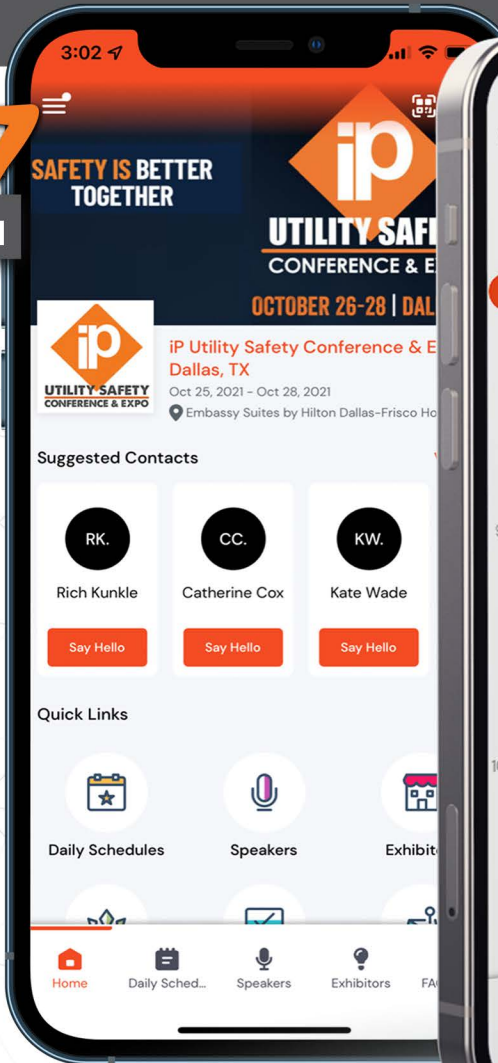 3:02
SAFETY IS BETTER
TOGETHER
iP
UTILITY SAF
CONFERENCE & E
OCTOBER 26-28 | DAL
iP
UTILITY SAFETY
CONFERENCE & EXPO
iP Utility Safety Conference & E
Dallas, TX
Oct 25, 2021 – Oct 28, 2021
Embassy Suites by Hilton Dallas-Frisco Ho
Suggested Contacts
RK.
CC.
KW.
Rich Kunkle
Catherine Cox
Kate Wade
Say Hello
Say Hello
Say Hello
Quick Links
Daily Schedules
Speakers
Exhibit
Home
Daily Sched...
Speakers
Exhibitors
FA